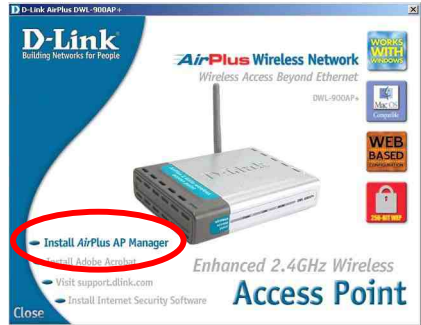 D-Link AirPlus DWL-900AP+
D-Link
Building Networks for People
AirPlus Wireless Network
Wireless Access Beyond Ethernet
DWL-900AP+
WORKS
WITH
WINDOWS
Mac OS
Compatible
WEB
BASED
CONFIGURATION
256-BIT WEP
D-Link
Install AirPlus AP Manager
Install Adobe Acrobat
Visit support.dlink.com
Install Internet Security Software
Close
Enhanced 2.4GHz Wireless
Access Point